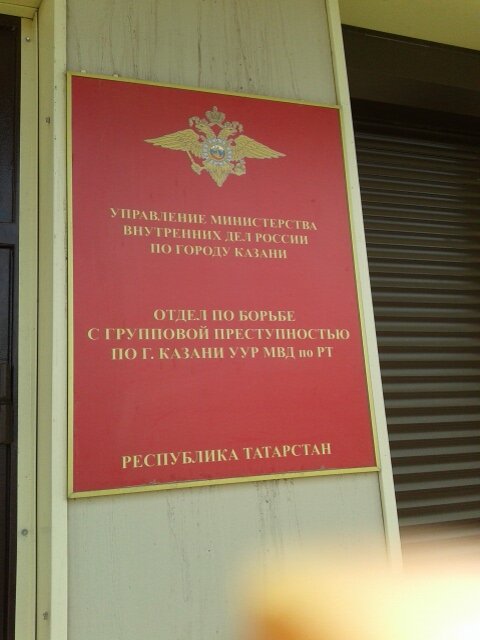 УПРАВЛЕНИЕ МИНИСТЕРСТВА
ВНУТРЕННИХ ДЕЛ РОССИИ
ПО ГОРОДУ КАЗАНИ
ОТДЕЛ ПО БОРЬБЕ
С ГРУППОВОЙ ПРЕСТУПНОСТЬЮ
ПО Г. КАЗАНИ УУР МВД по РТ
РЕСПУБЛИКА ТАТАРСТАН